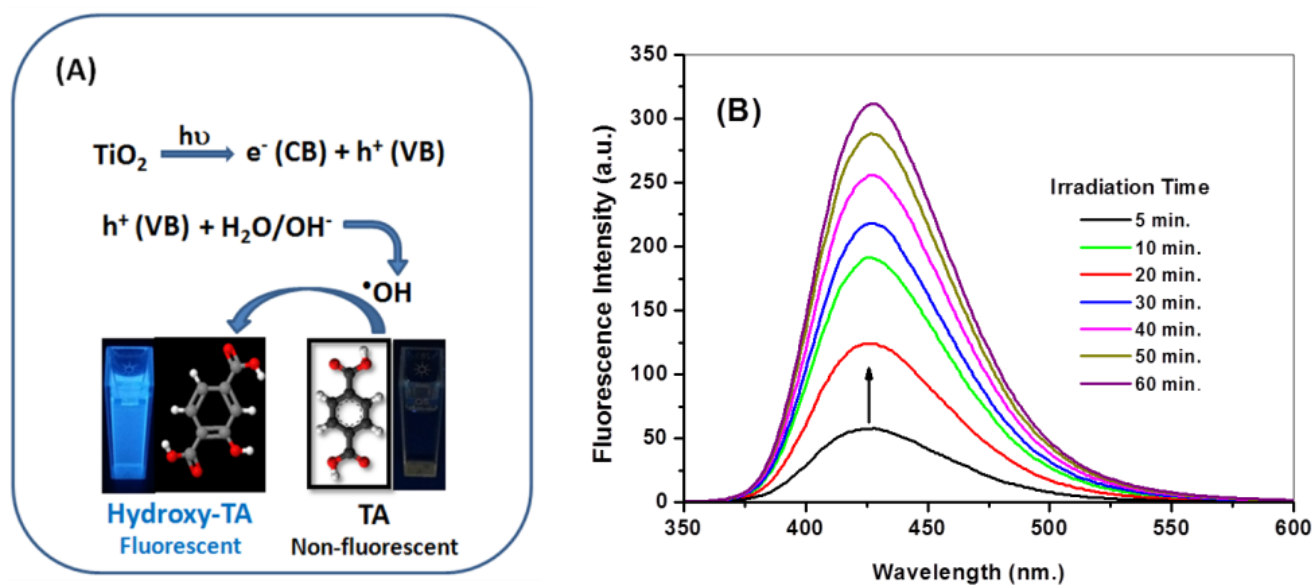 (A)
TiO₂ hυ e⁻ (CB) + h⁺ (VB)
h⁺ (VB) + H₂O/OH⁻
•OH
Hydroxy-TA
Fluorescent
TA
Non-fluorescent
(B)
Fluorescence Intensity (a.u.)
350
300
250
200
150
100
50
0
Irradiation Time
5 min.
10 min.
20 min.
30 min.
40 min.
50 min.
60 min.
350 400 450 500 550 600
Wavelength (nm.)